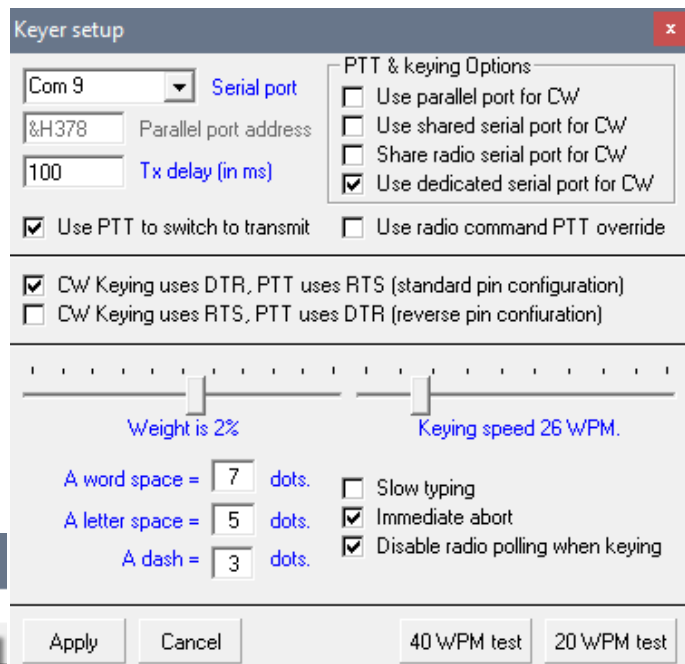 Keyer setup
x
Com 9 Serial port
&H378 Parallel port address
100 Tx delay (in ms)
PTT & keying Options
Use parallel port for CW
Use shared serial port for CW
Share radio serial port for CW
Use dedicated serial port for CW
Use PTT to switch to transmit
Use radio command PTT override
CW Keying uses DTR, PTT uses RTS (standard pin configuration)
CW Keying uses RTS, PTT uses DTR (reverse pin confiuration)
Weight is 2%
Keying speed 26 WPM.
A word space = 7 dots.
A letter space = 5 dots.
A dash = 3 dots.
Slow typing
Immediate abort
Disable radio polling when keying
Apply Cancel 40 WPM test 20 WPM test